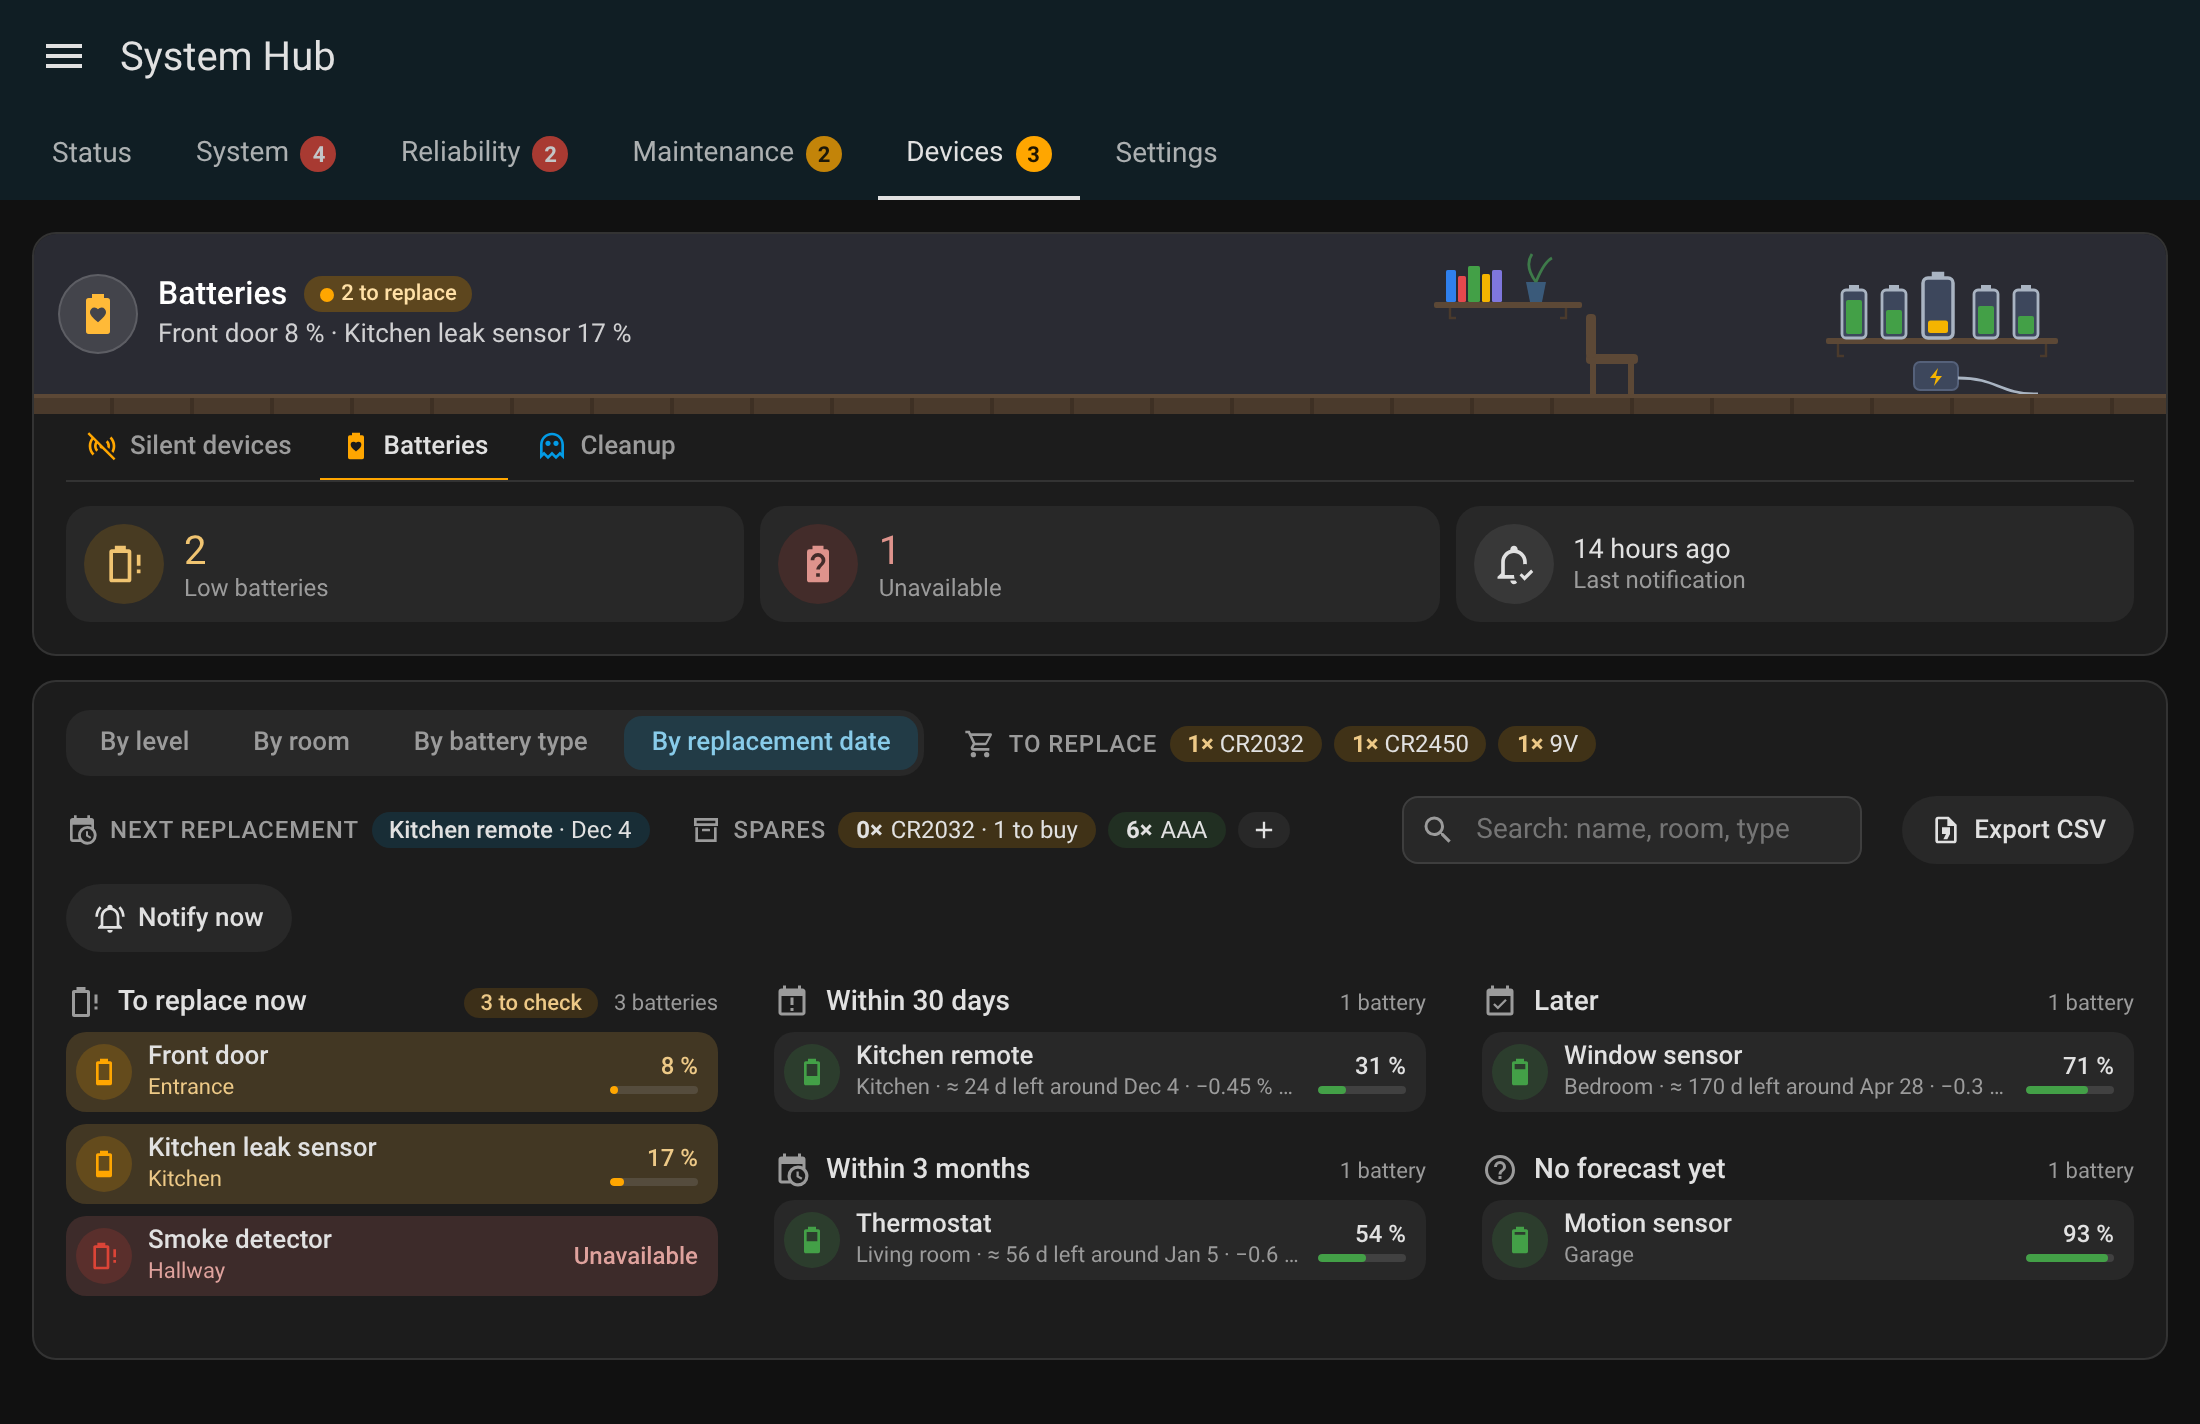 System Hub
Status
System 4
Reliability 2
Maintenance 2
Devices 3
Settings
Batteries
2 to replace
Front door 8 % · Kitchen leak sensor 17 %
Silent devices
Batteries
Cleanup
2
Low batteries
1
Unavailable
14 hours ago
Last notification
By level
By room
By battery type
By replacement date
TO REPLACE
1× CR2032
1× CR2450
1× 9V
NEXT REPLACEMENT
Kitchen remote · Dec 4
SPARES
0× CR2032 · 1 to buy
6× AAA
+
Search: name, room, type
Export CSV
Notify now
To replace now
3 to check
3 batteries
Front door
Entrance
8 %
Kitchen leak sensor
Kitchen
17 %
Smoke detector
Hallway
Unavailable
Within 30 days
1 battery
Kitchen remote
Kitchen · ≈ 24 d left around Dec 4 · −0.45 % ...
31 %
Within 3 months
1 battery
Thermostat
Living room · ≈ 56 d left around Jan 5 · −0.6 ...
54 %
Later
1 battery
Window sensor
Bedroom · ≈ 170 d left around Apr 28 · −0.3 ...
71 %
No forecast yet
1 battery
Motion sensor
Garage
93 %